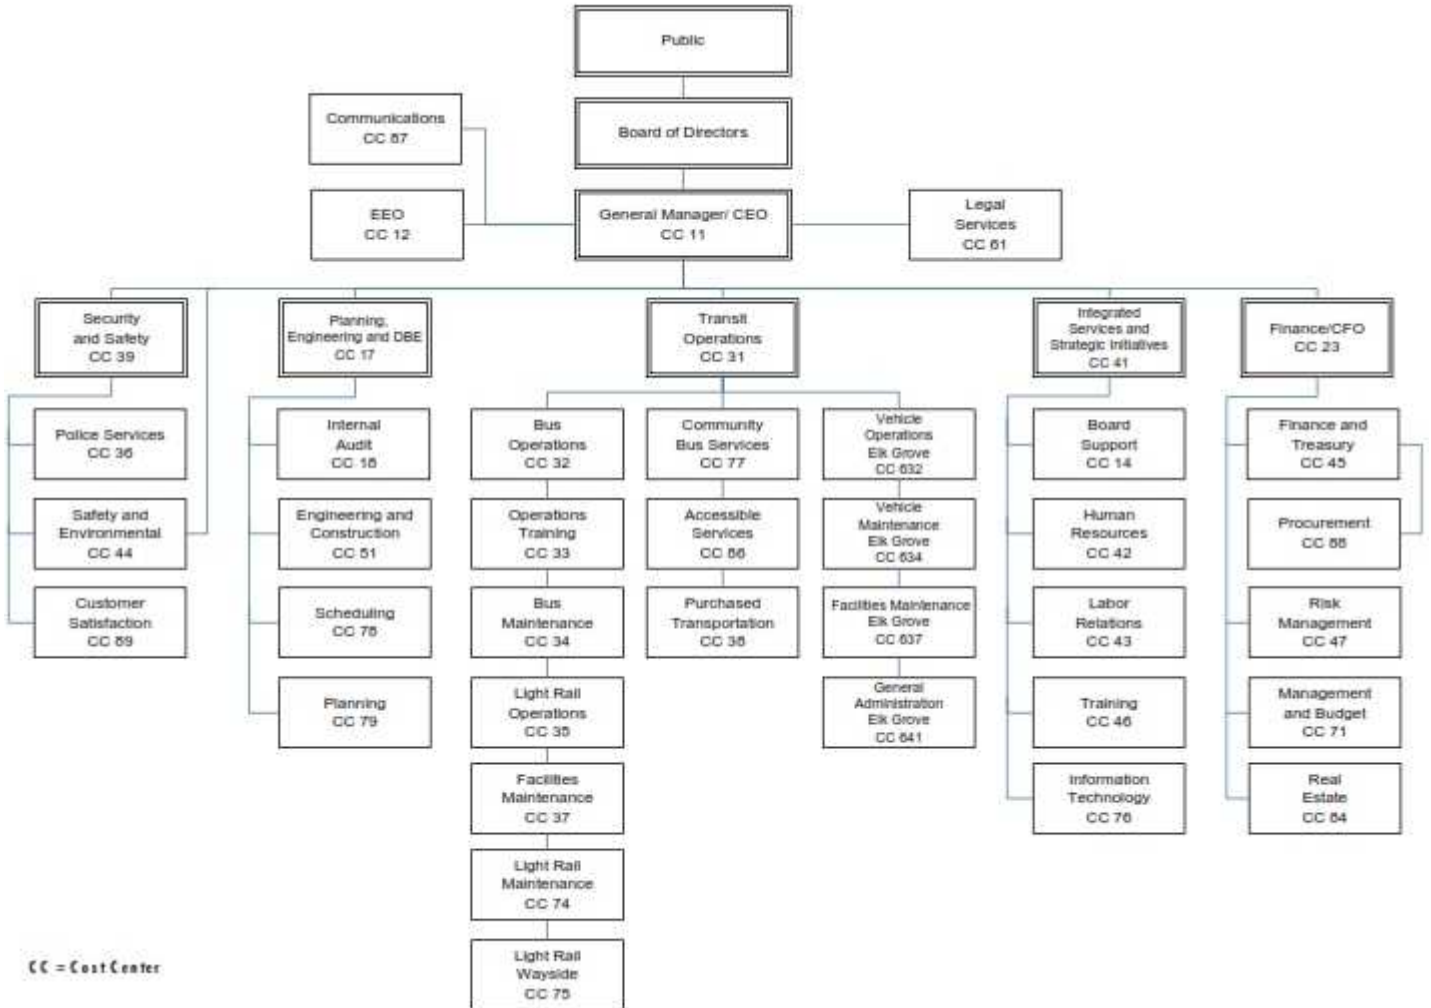 Public
Communications
CC 87
Board of Directors
EEO
CC 12
General Manager/ CEO
CC 11
Legal
Services
CC 61
Security
and Safety
CC 39
Planning,
Engineering and DBE
CC 17
Transit
Operations
CC 31
Integrated
Services and
Strategic Initiatives
CC 41
Finance/CFO
CC 23
Police Services
CC 36
Internal
Audit
CC 18
Bus
Operations
CC 32
Community
Bus Services
CC 77
Vehicle
Operations
Elk Grove
CC 632
Board
Support
CC 14
Finance and
Treasury
CC 45
Safety and
Environmental
CC 44
Engineering and
Construction
CC 51
Operations
Training
CC 33
Accessible
Services
CC 66
Vehicle
Maintenance
Elk Grove
CC 634
Human
Resources
CC 42
Procurement
CC 88
Customer
Satisfaction
CC 89
Scheduling
CC 78
Bus
Maintenance
CC 34
Purchased
Transportation
CC 38
Facilities Maintenance
Elk Grove
CC 637
Labor
Relations
CC 43
Risk
Management
CC 47
Planning
CC 79
Light Rail
Operations
CC 35
General
Administration
Elk Grove
CC 641
Training
CC 46
Management
and Budget
CC 71
Facilities
Maintenance
CC 37
Information
Technology
CC 76
Real
Estate
CC 64
Light Rail
Maintenance
CC 74
Light Rail
Wayside
CC 75
CC = Cost Center